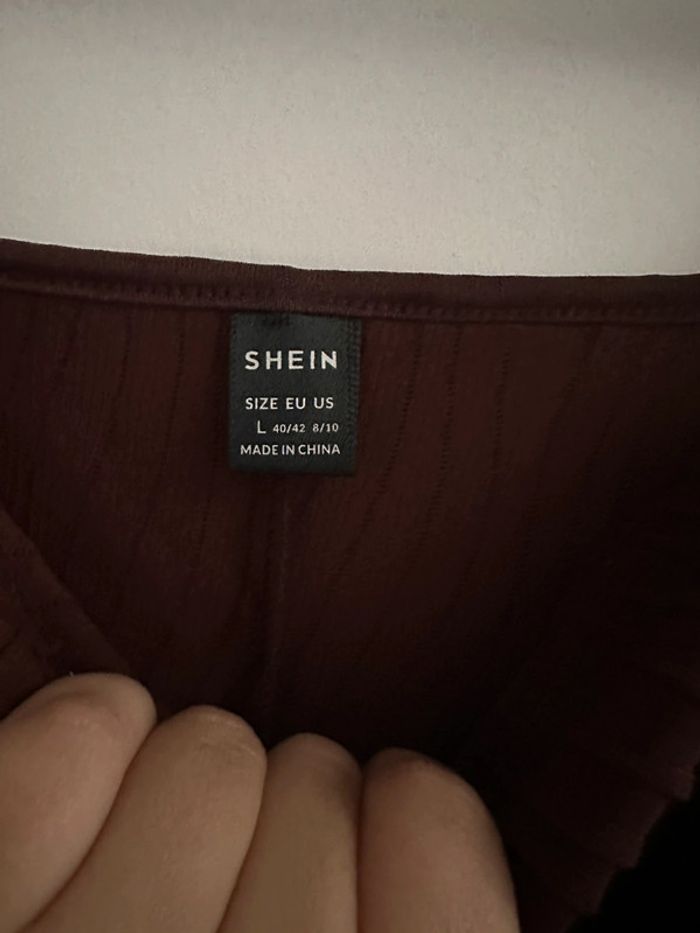 SHEIN
SIZE EU US
L 40/42 8/10
MADE IN CHINA